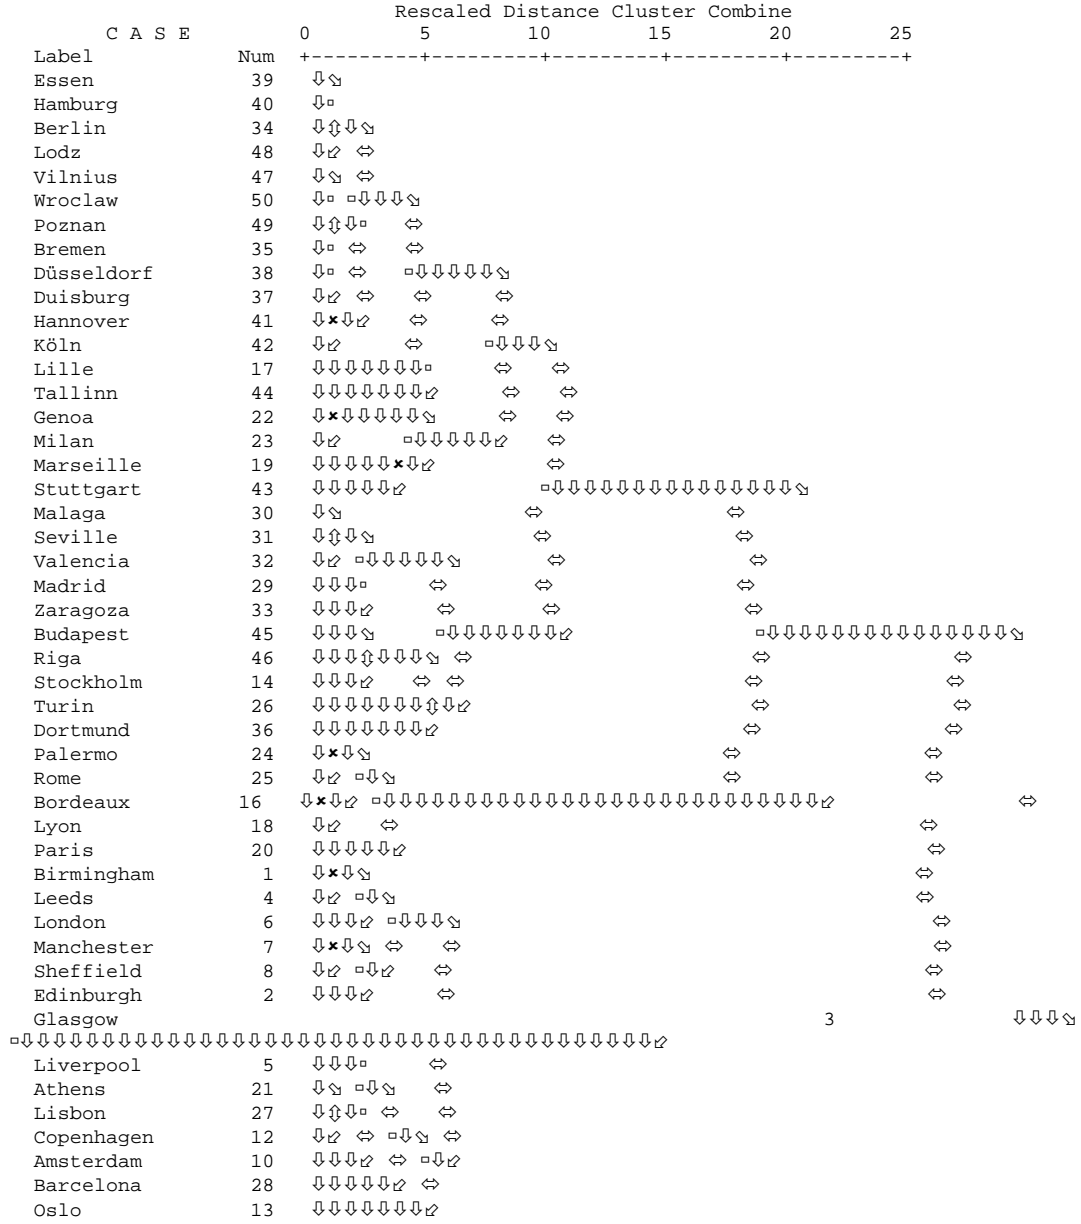 Rescaled Distance Cluster Combine
C A S E 0 5 10 15 20 25
Label Num +---------+---------+---------+---------+---------+
Essen 39 ⇩⇘
Hamburg 40 ⇩▫
Berlin 34 ⇩⇳⇩⇘
Lodz 48 ⇩⇙ ⇔
Vilnius 47 ⇩⇘ ⇔
Wroclaw 50 ⇩▫ ▫⇩⇩⇩⇘
Poznan 49 ⇩⇳⇩▫ ⇔
Bremen 35 ⇩▫ ⇔ ⇔
Düsseldorf 38 ⇩▫ ⇔ ▫⇩⇩⇩⇩⇩⇘
Duisburg 37 ⇩⇙ ⇔ ⇔ ⇔
Hannover 41 ⇩×⇩⇙ ⇔ ⇔
Köln 42 ⇩⇙ ⇔ ▫⇩⇩⇩⇘
Lille 17 ⇩⇩⇩⇩⇩⇩⇩▫ ⇔ ⇔
Tallinn 44 ⇩⇩⇩⇩⇩⇩⇩⇙ ⇔ ⇔
Genoa 22 ⇩×⇩⇩⇩⇩⇩⇘ ⇔ ⇔
Milan 23 ⇩⇙ ▫⇩⇩⇩⇩⇩⇙ ⇔
Marseille 19 ⇩⇩⇩⇩⇩×⇩⇙ ⇔
Stuttgart 43 ⇩⇩⇩⇩⇩⇙ ▫⇩⇩⇩⇩⇩⇩⇩⇩⇩⇩⇩⇩⇩⇩⇩⇘
Malaga 30 ⇩⇘ ⇔ ⇔
Seville 31 ⇩⇳⇩⇘ ⇔ ⇔
Valencia 32 ⇩⇙ ▫⇩⇩⇩⇩⇩⇘ ⇔ ⇔
Madrid 29 ⇩⇩⇩▫ ⇔ ⇔ ⇔
Zaragoza 33 ⇩⇩⇩⇙ ⇔ ⇔ ⇔
Budapest 45 ⇩⇩⇩⇘ ▫⇩⇩⇩⇩⇩⇩⇩⇙ ▫⇩⇩⇩⇩⇩⇩⇩⇩⇩⇩⇩⇩⇩⇩⇩⇘
Riga 46 ⇩⇩⇩⇳⇩⇩⇩⇘ ⇔ ⇔ ⇔
Stockholm 14 ⇩⇩⇩⇙ ⇔ ⇔ ⇔ ⇔
Turin 26 ⇩⇩⇩⇩⇩⇩⇩⇳⇩⇙ ⇔ ⇔
Dortmund 36 ⇩⇩⇩⇩⇩⇩⇩⇙ ⇔ ⇔
Palermo 24 ⇩×⇩⇘ ⇔ ⇔
Rome 25 ⇩⇙ ▫⇩⇘ ⇔ ⇔
Bordeaux 16 ⇩×⇩⇙ ▫⇩⇩⇩⇩⇩⇩⇩⇩⇩⇩⇩⇩⇩⇩⇩⇩⇩⇩⇩⇩⇩⇩⇩⇩⇩⇩⇩⇘ ⇔
Lyon 18 ⇩⇙ ⇔ ⇔
Paris 20 ⇩⇩⇩⇩⇩⇙ ⇔
Birmingham 1 ⇩×⇩⇘ ⇔
Leeds 4 ⇩⇙ ▫⇩⇘ ⇔
London 6 ⇩⇩⇩⇙ ▫⇩⇩⇩⇘ ⇔
Manchester 7 ⇩×⇩⇘ ⇔ ⇔ ⇔
Sheffield 8 ⇩⇙ ▫⇩⇙ ⇔ ⇔
Edinburgh 2 ⇩⇩⇩⇙ ⇔ ⇔
Glasgow 3 ⇩⇩⇩⇘
▫⇩⇩⇩⇩⇩⇩⇩⇩⇩⇩⇩⇩⇩⇩⇩⇩⇩⇩⇩⇩⇩⇩⇩⇩⇩⇩⇩⇩⇩⇩⇩⇩⇩⇩⇩⇩⇩⇩⇩⇙
Liverpool 5 ⇩⇩⇩▫ ⇔
Athens 21 ⇩⇘ ▫⇩⇘ ⇔
Lisbon 27 ⇩⇳⇩▫ ⇔ ⇔
Copenhagen 12 ⇩⇙ ⇔ ▫⇩⇘ ⇔
Amsterdam 10 ⇩⇩⇩⇙ ⇔ ▫⇩⇙
Barcelona 28 ⇩⇩⇩⇩⇩⇙ ⇔
Oslo 13 ⇩⇩⇩⇩⇩⇩⇩⇙